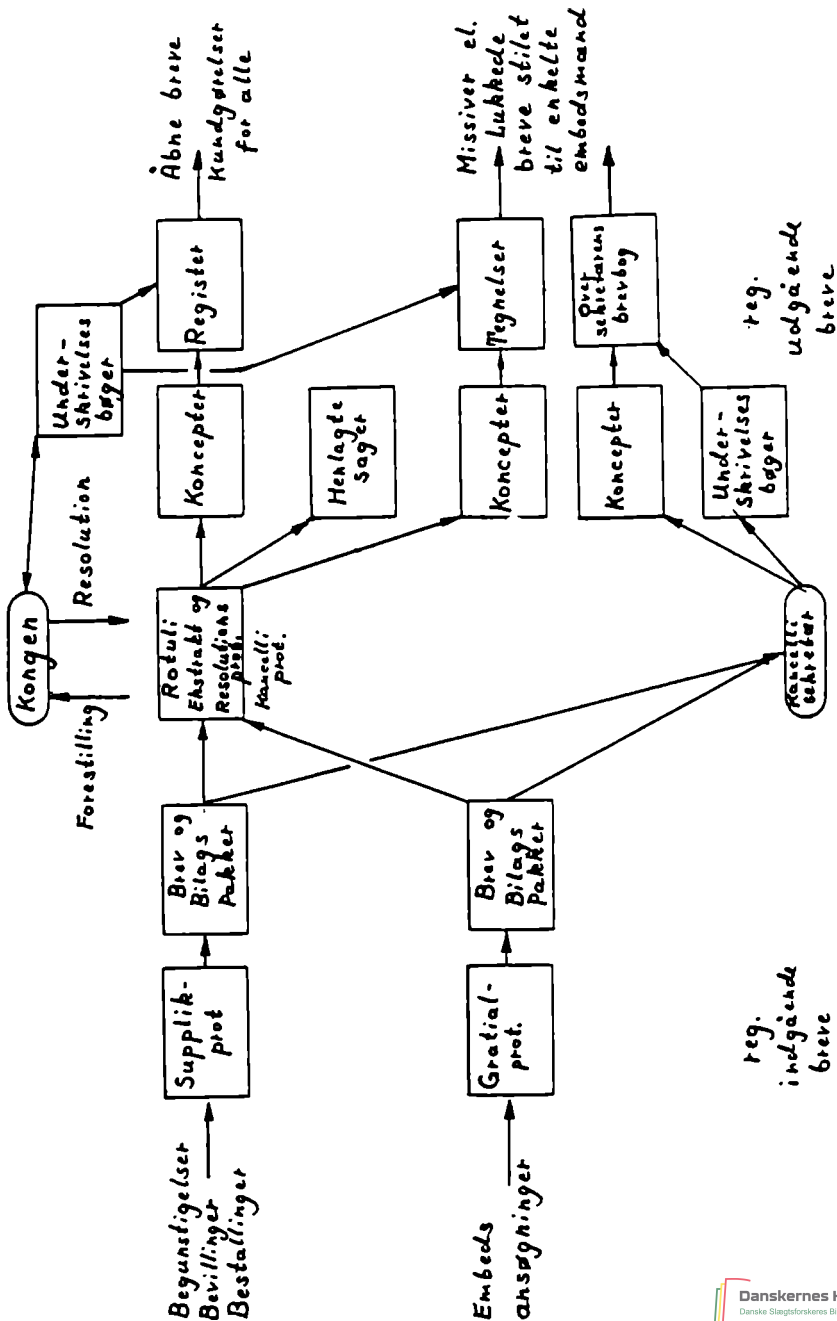 Begunstigelser
Bevillinger
Bestallinger
Supplik-
prot
Brev og
Bilags
Pakker
Forestilling
Kongen
Resolution
Rotuli
Ekstrakt og
Resolutions
prot.
Kancelli
prot.
Under-
skrivelses
bøger
Koncepter
Register
Åbne breve
Kundgørelser
for alle
Henlagte
sager
Embeds
ansøgninger
Gratial-
prot.
Brev og
Bilags
Pakker
Koncepter
Tegnelser
Missiver el.
Lukkede
breve stilet
til enkelte
embedsmænd
Kancelli
sekretær
Koncepter
Over
sekretærens
brevbog
Under-
skrivelses
bøger
reg.
indgående
breve
reg.
udgående
breve
Danskernes
Danske Slægtsforskeres